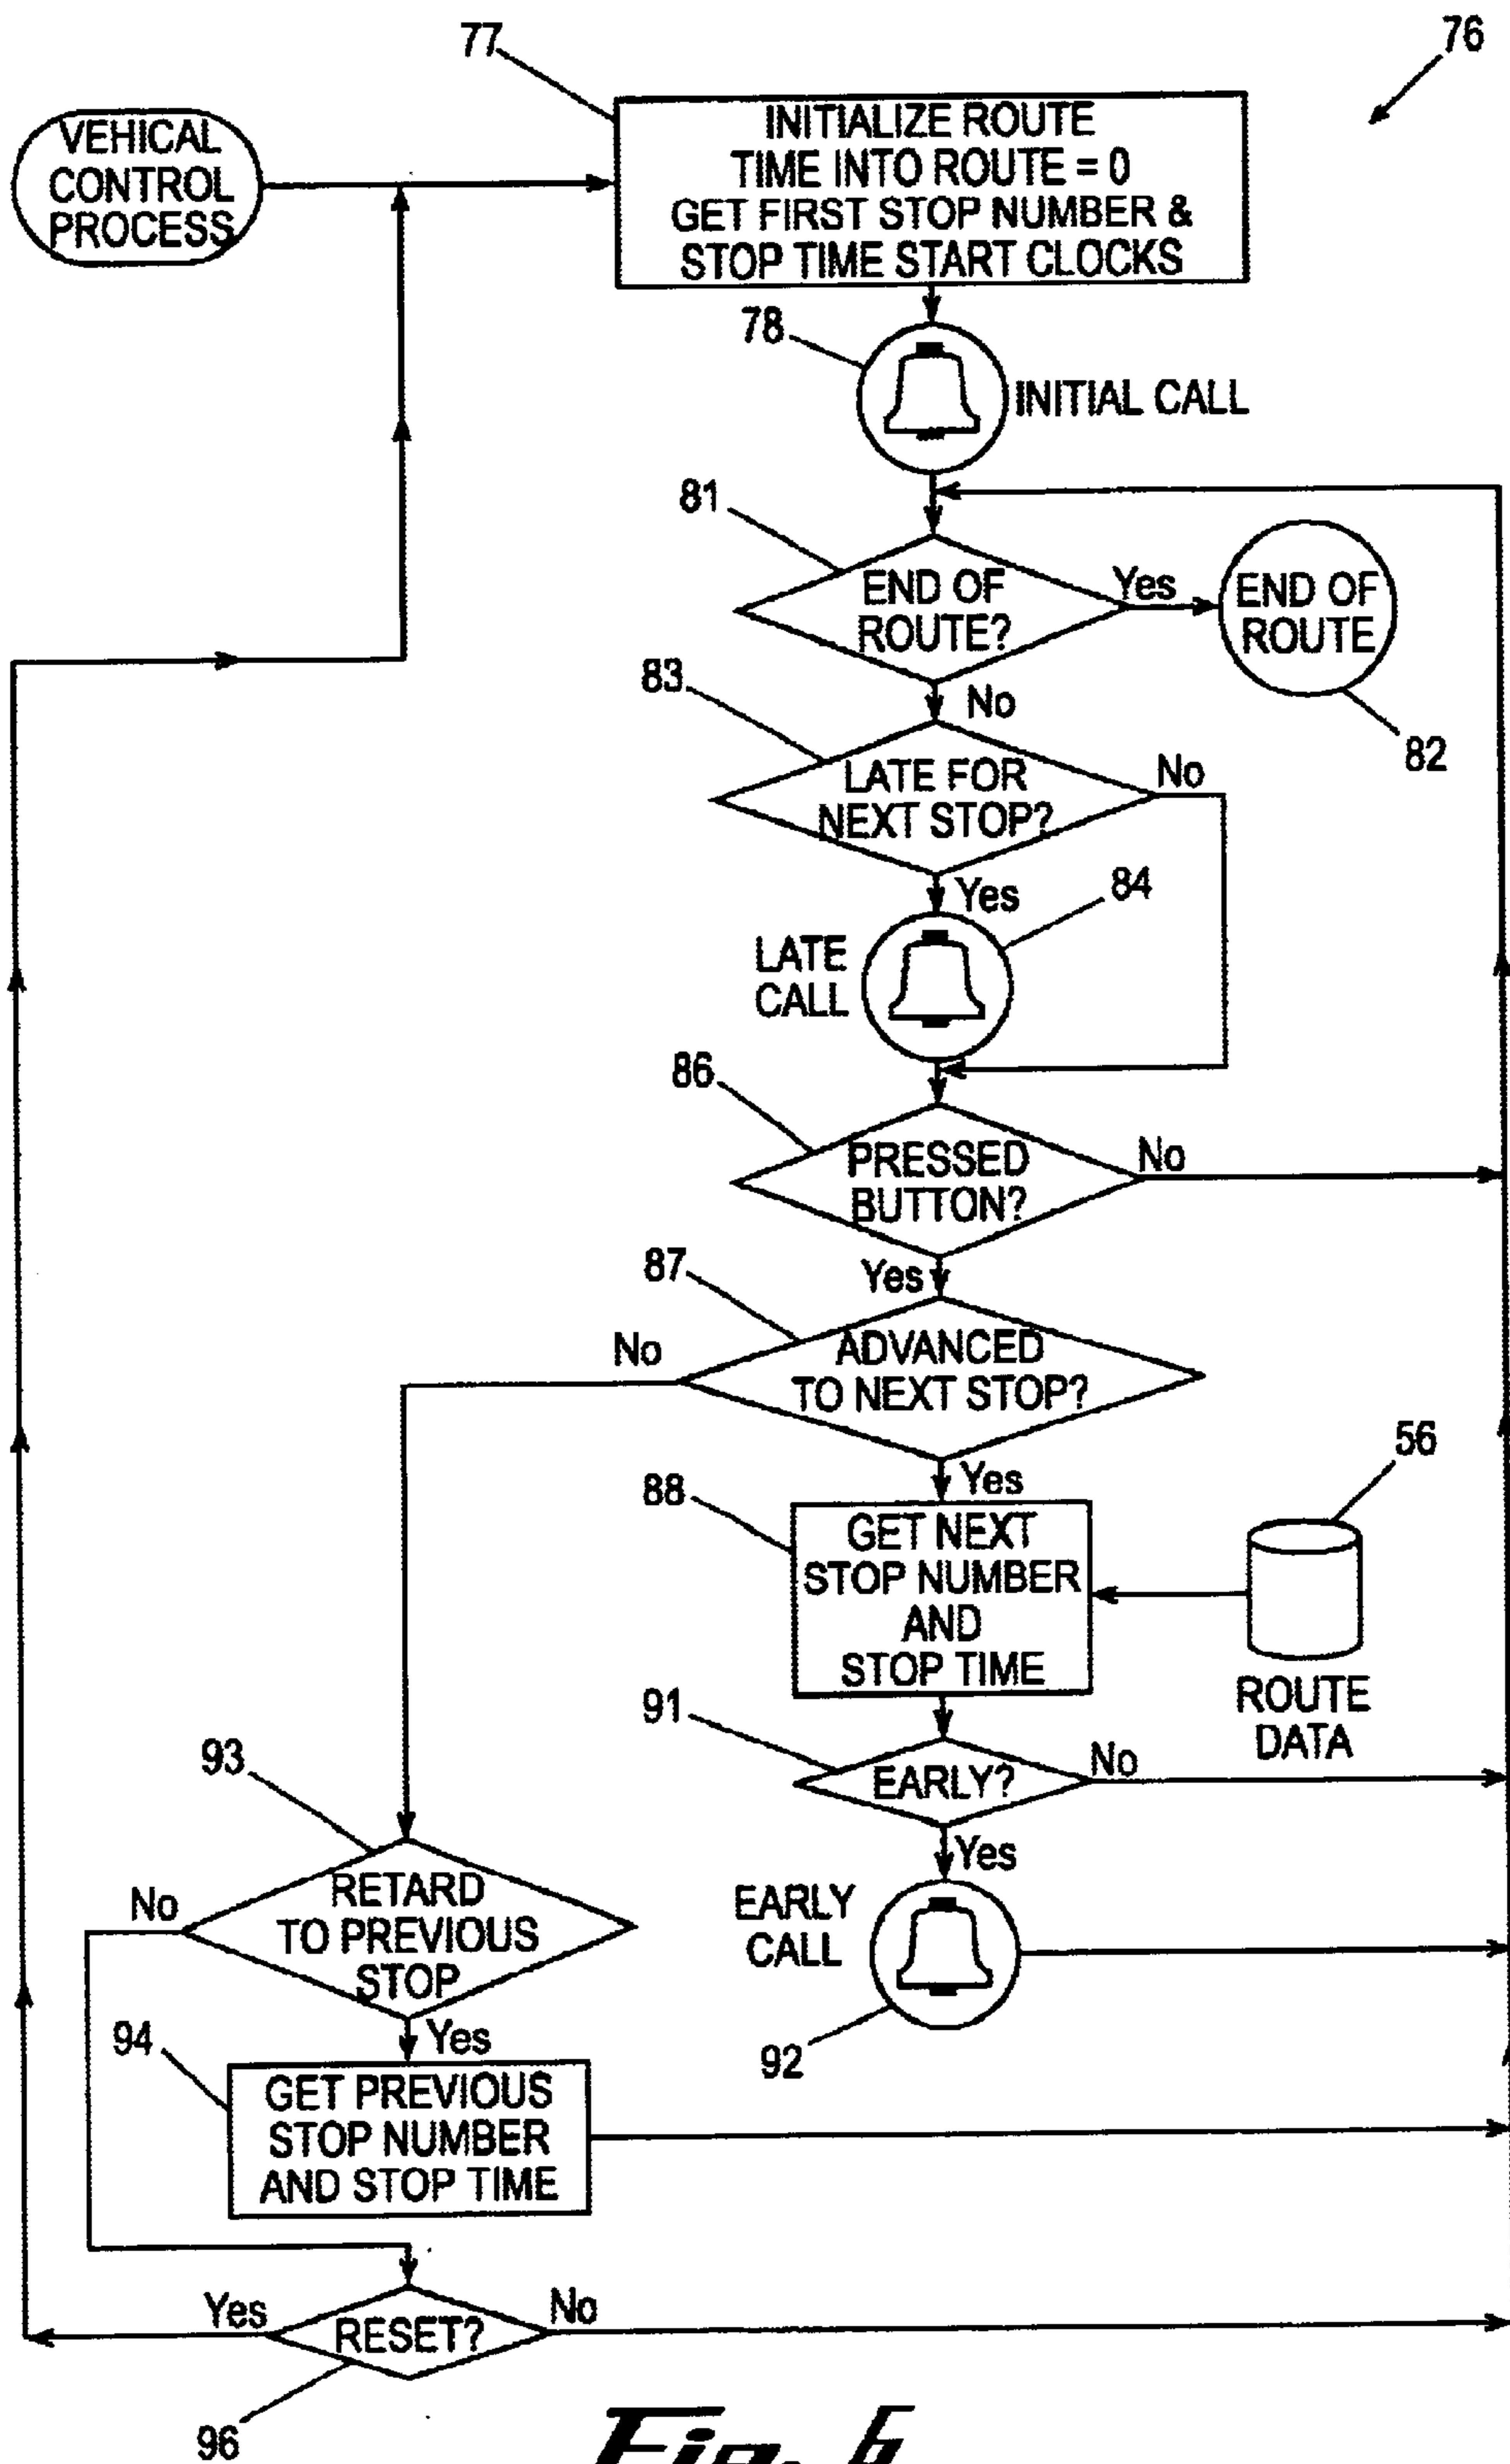 77
76
VEHICAL
CONTROL
PROCESS
INITIALIZE ROUTE
TIME INTO ROUTE = 0
GET FIRST STOP NUMBER &
STOP TIME START CLOCKS
78
INITIAL CALL
81
END OF
ROUTE?
Yes
END OF
ROUTE
82
No
83
LATE FOR
NEXT STOP?
No
Yes
84
LATE
CALL
86
PRESSED
BUTTON?
No
Yes
87
ADVANCED
TO NEXT STOP?
No
Yes
88
GET NEXT
STOP NUMBER
AND
STOP TIME
56
ROUTE
DATA
91
EARLY?
No
Yes
EARLY
CALL
92
93
RETARD
TO PREVIOUS
STOP
No
Yes
94
GET PREVIOUS
STOP NUMBER
AND STOP TIME
RESET?
Yes
No
96
Fig. 6